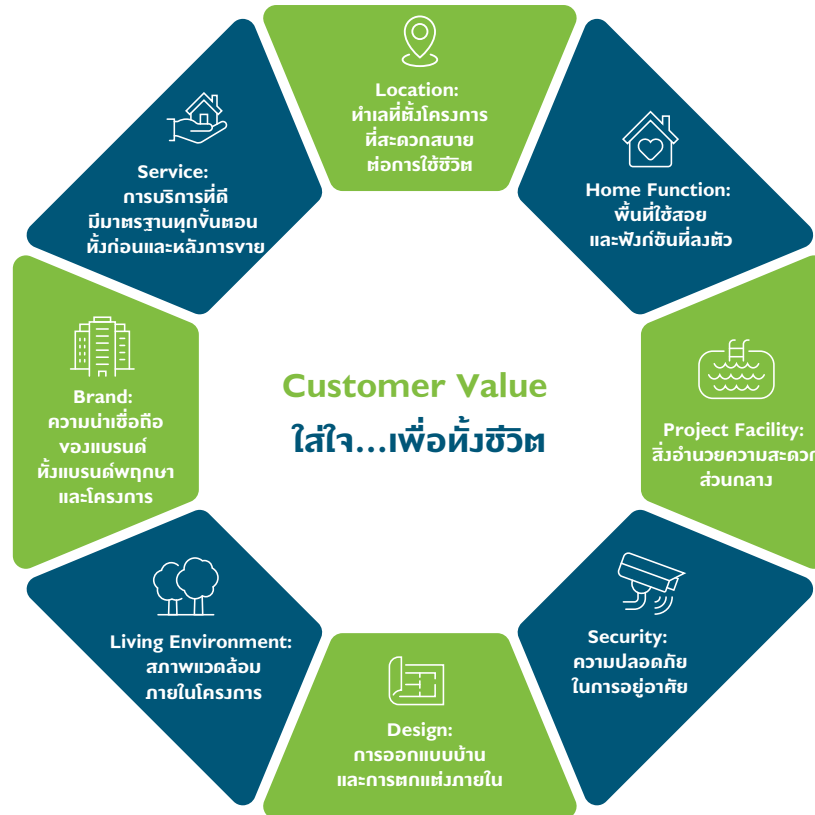 Location:
ทำเลที่ตั้งโครงการ
ที่สะดวกสบาย
ต่อการใช้ชีวิต
Home Function:
พื้นที่ใช้สอย
และฟังก์ชันที่ลงตัว
Project Facility:
สิ่งอำนวยความสะดวก
ส่วนกลาง
Security:
ความปลอดภัย
ในการอยู่อาศัย
Design:
การออกแบบบ้าน
และการตกแต่งภายใน
Living Environment:
สภาพแวดล้อม
ภายในโครงการ
Brand:
ความน่าเชื่อถือ
ของแบรนด์
ทั้งแบรนด์พฤกษา
และโครงการ
Service:
การบริการที่ดี
มีมาตรฐานทุกขั้นตอน
ทั้งก่อนและหลังการขาย
Customer Value
ใส่ใจ...เพื่อทั้งชีวิต